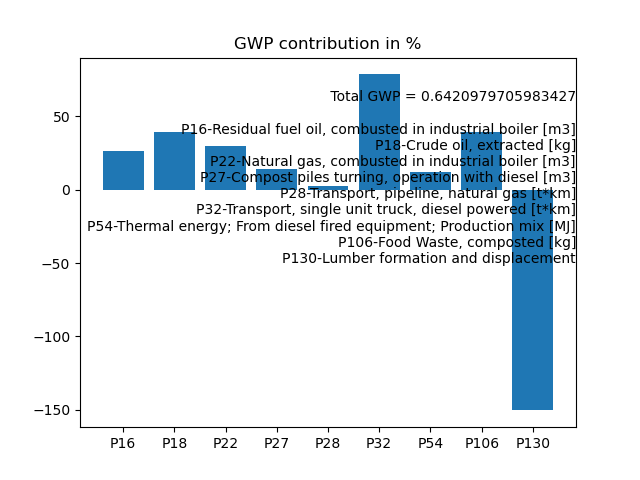 GWP contribution in %
Total GWP = 0.6420979705983427
P16-Residual fuel oil, combusted in industrial boiler [m3]
P18-Crude oil, extracted [kg]
P22-Natural gas, combusted in industrial boiler [m3]
P27-Compost piles turning, operation with diesel [m3]
P28-Transport, pipeline, natural gas [t*km]
P32-Transport, single unit truck, diesel powered [t*km]
P54-Thermal energy; From diesel fired equipment; Production mix [MJ]
P106-Food Waste, composted [kg]
P130-Lumber formation and displacement
50
0
−50
−100
−150
P16 P18 P22 P27 P28 P32 P54 P106 P130